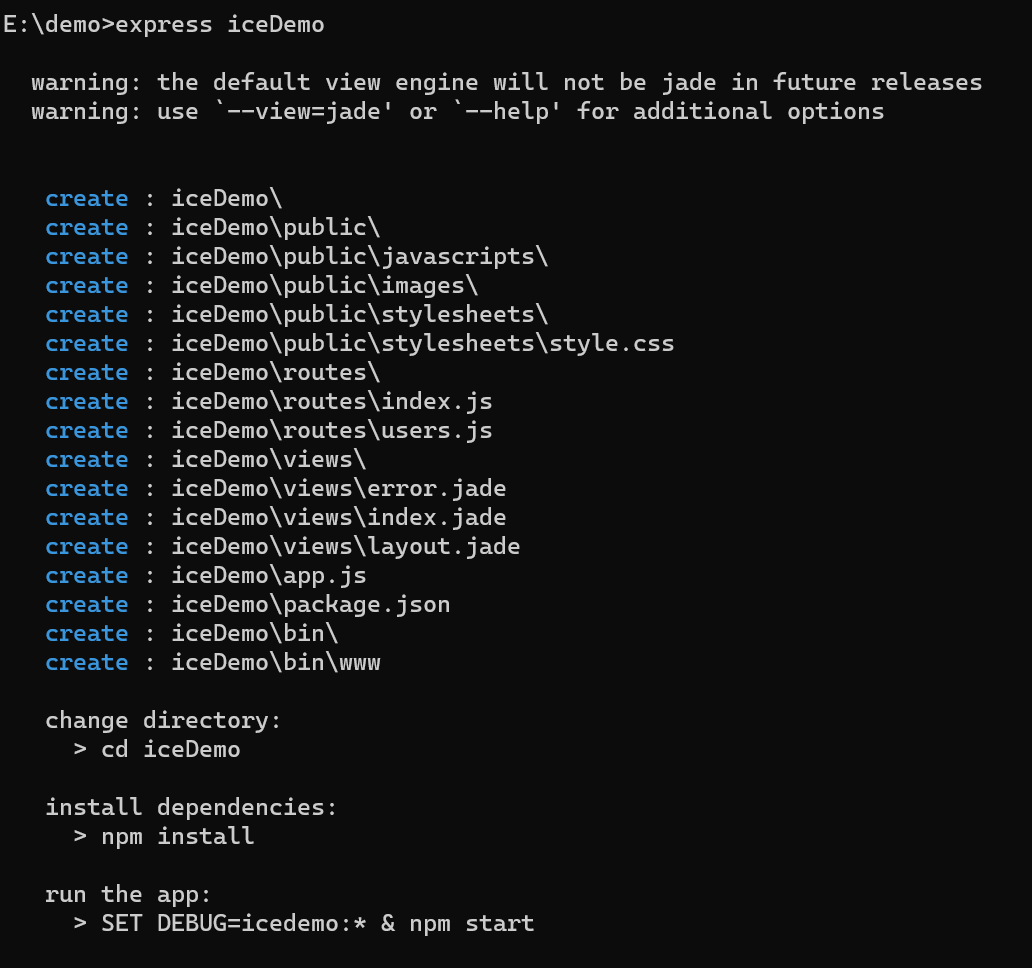 E:\demo>express iceDemo
warning: the default view engine will not be jade in future releases
warning: use `--view=jade' or `--help' for additional options
create : iceDemo\
create : iceDemo\public\
create : iceDemo\public\javascripts\
create : iceDemo\public\images\
create : iceDemo\public\stylesheets\
create : iceDemo\public\stylesheets\style.css
create : iceDemo\routes\
create : iceDemo\routes\index.js
create : iceDemo\routes\users.js
create : iceDemo\views\
create : iceDemo\views\error.jade
create : iceDemo\views\index.jade
create : iceDemo\views\layout.jade
create : iceDemo\app.js
create : iceDemo\package.json
create : iceDemo\bin\
create : iceDemo\bin\www
change directory:
> cd iceDemo
install dependencies:
> npm install
run the app:
> SET DEBUG=icedemo:* & npm start